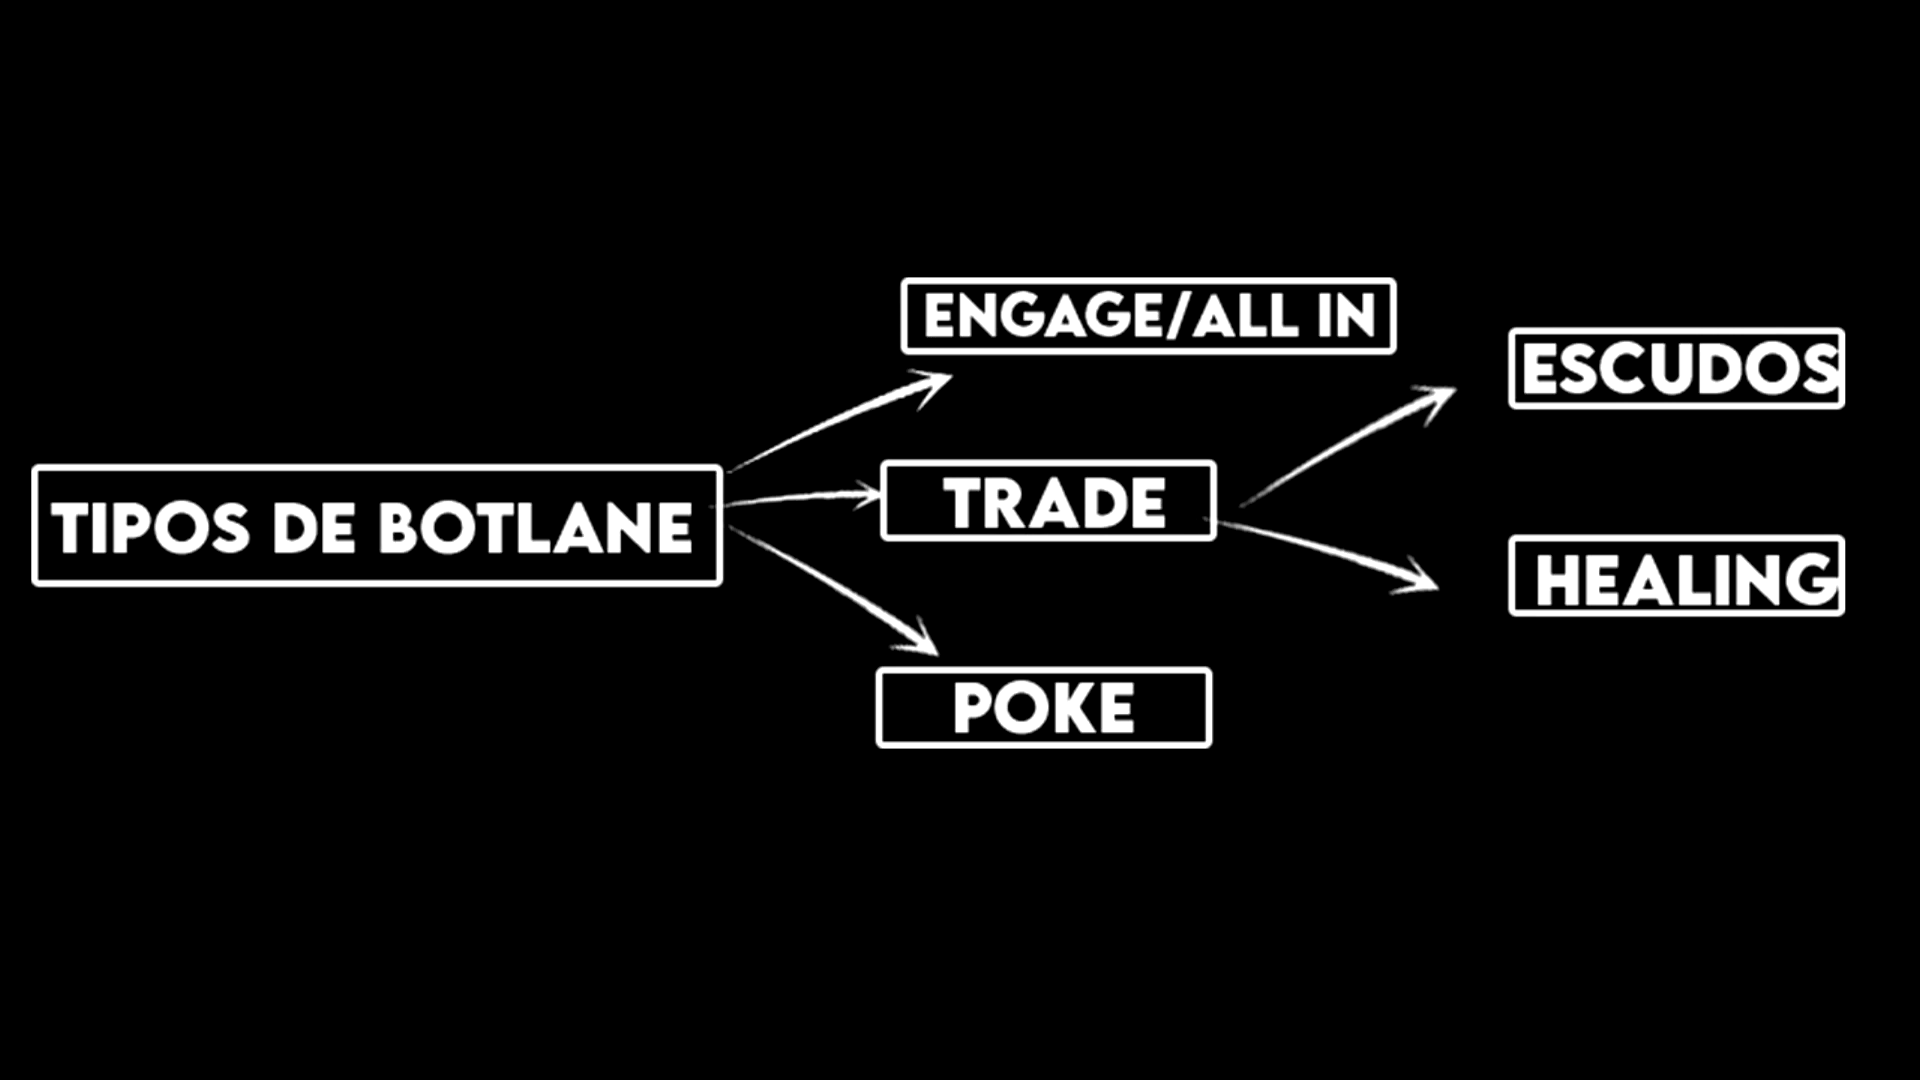 TIPOS DE BOTLANE
ENGAGE/ALL IN
TRADE
POKE
ESCUDOS
HEALING